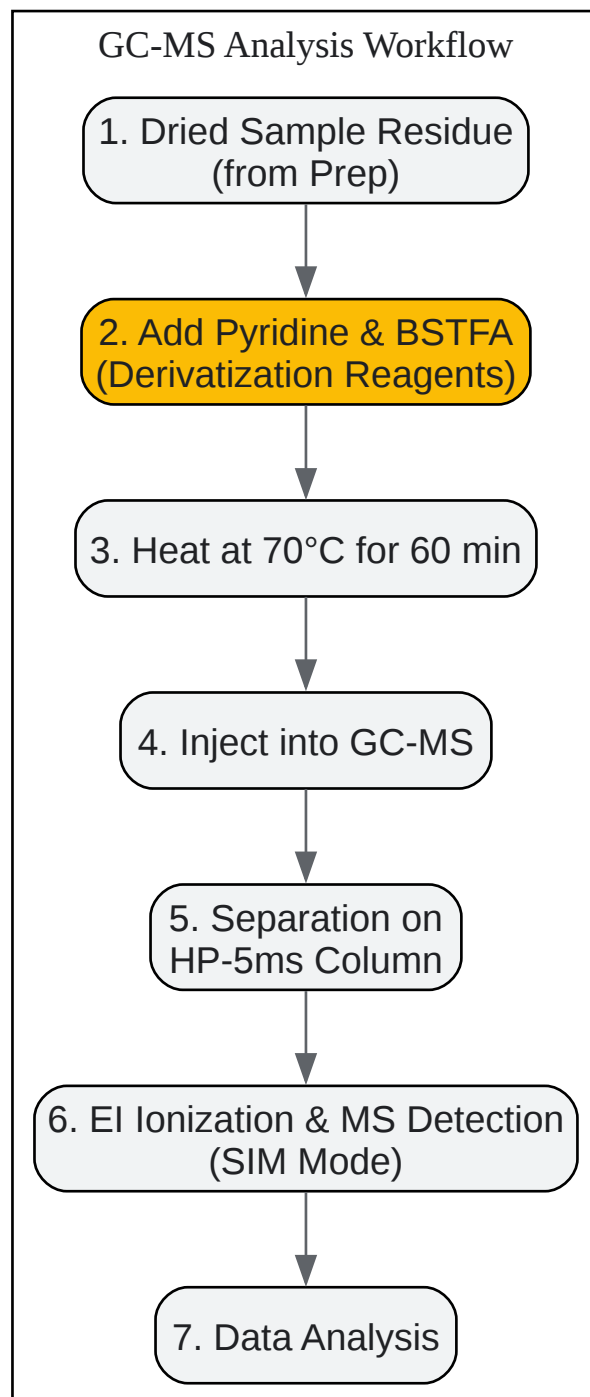 GC-MS Analysis Workflow
1. Dried Sample Residue
(from Prep)
2. Add Pyridine & BSTFA
(Derivatization Reagents)
3. Heat at 70°C for 60 min
4. Inject into GC-MS
5. Separation on
HP-5ms Column
6. EI Ionization & MS Detection
(SIM Mode)
7. Data Analysis